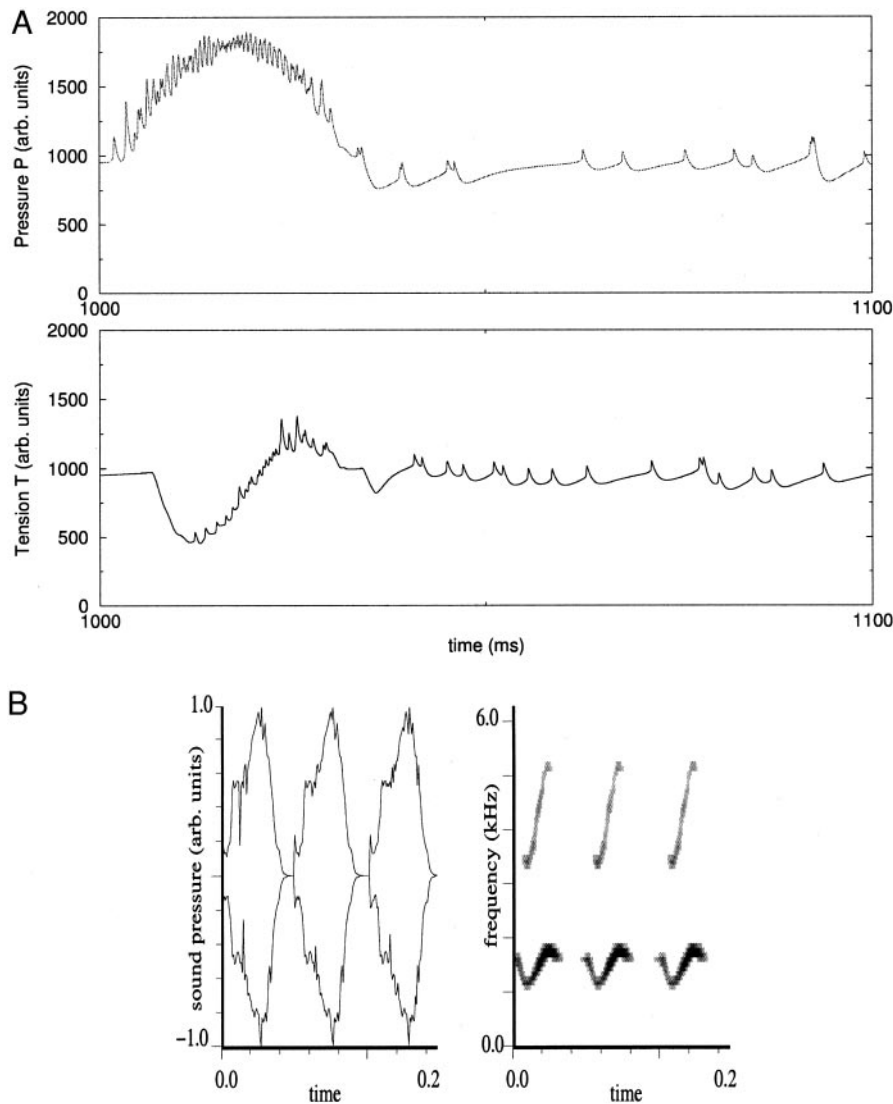 A
2000
1500
1000
500
0
Pressure P (arb. units)
1000
1100
2000
1500
1000
500
0
Tension T (arb. units)
1000
1100
time (ms)
B
1.0
sound pressure (arb. units)
-1.0
0.0
0.2
time
6.0
frequency (kHz)
0.0
0.0
0.2
time